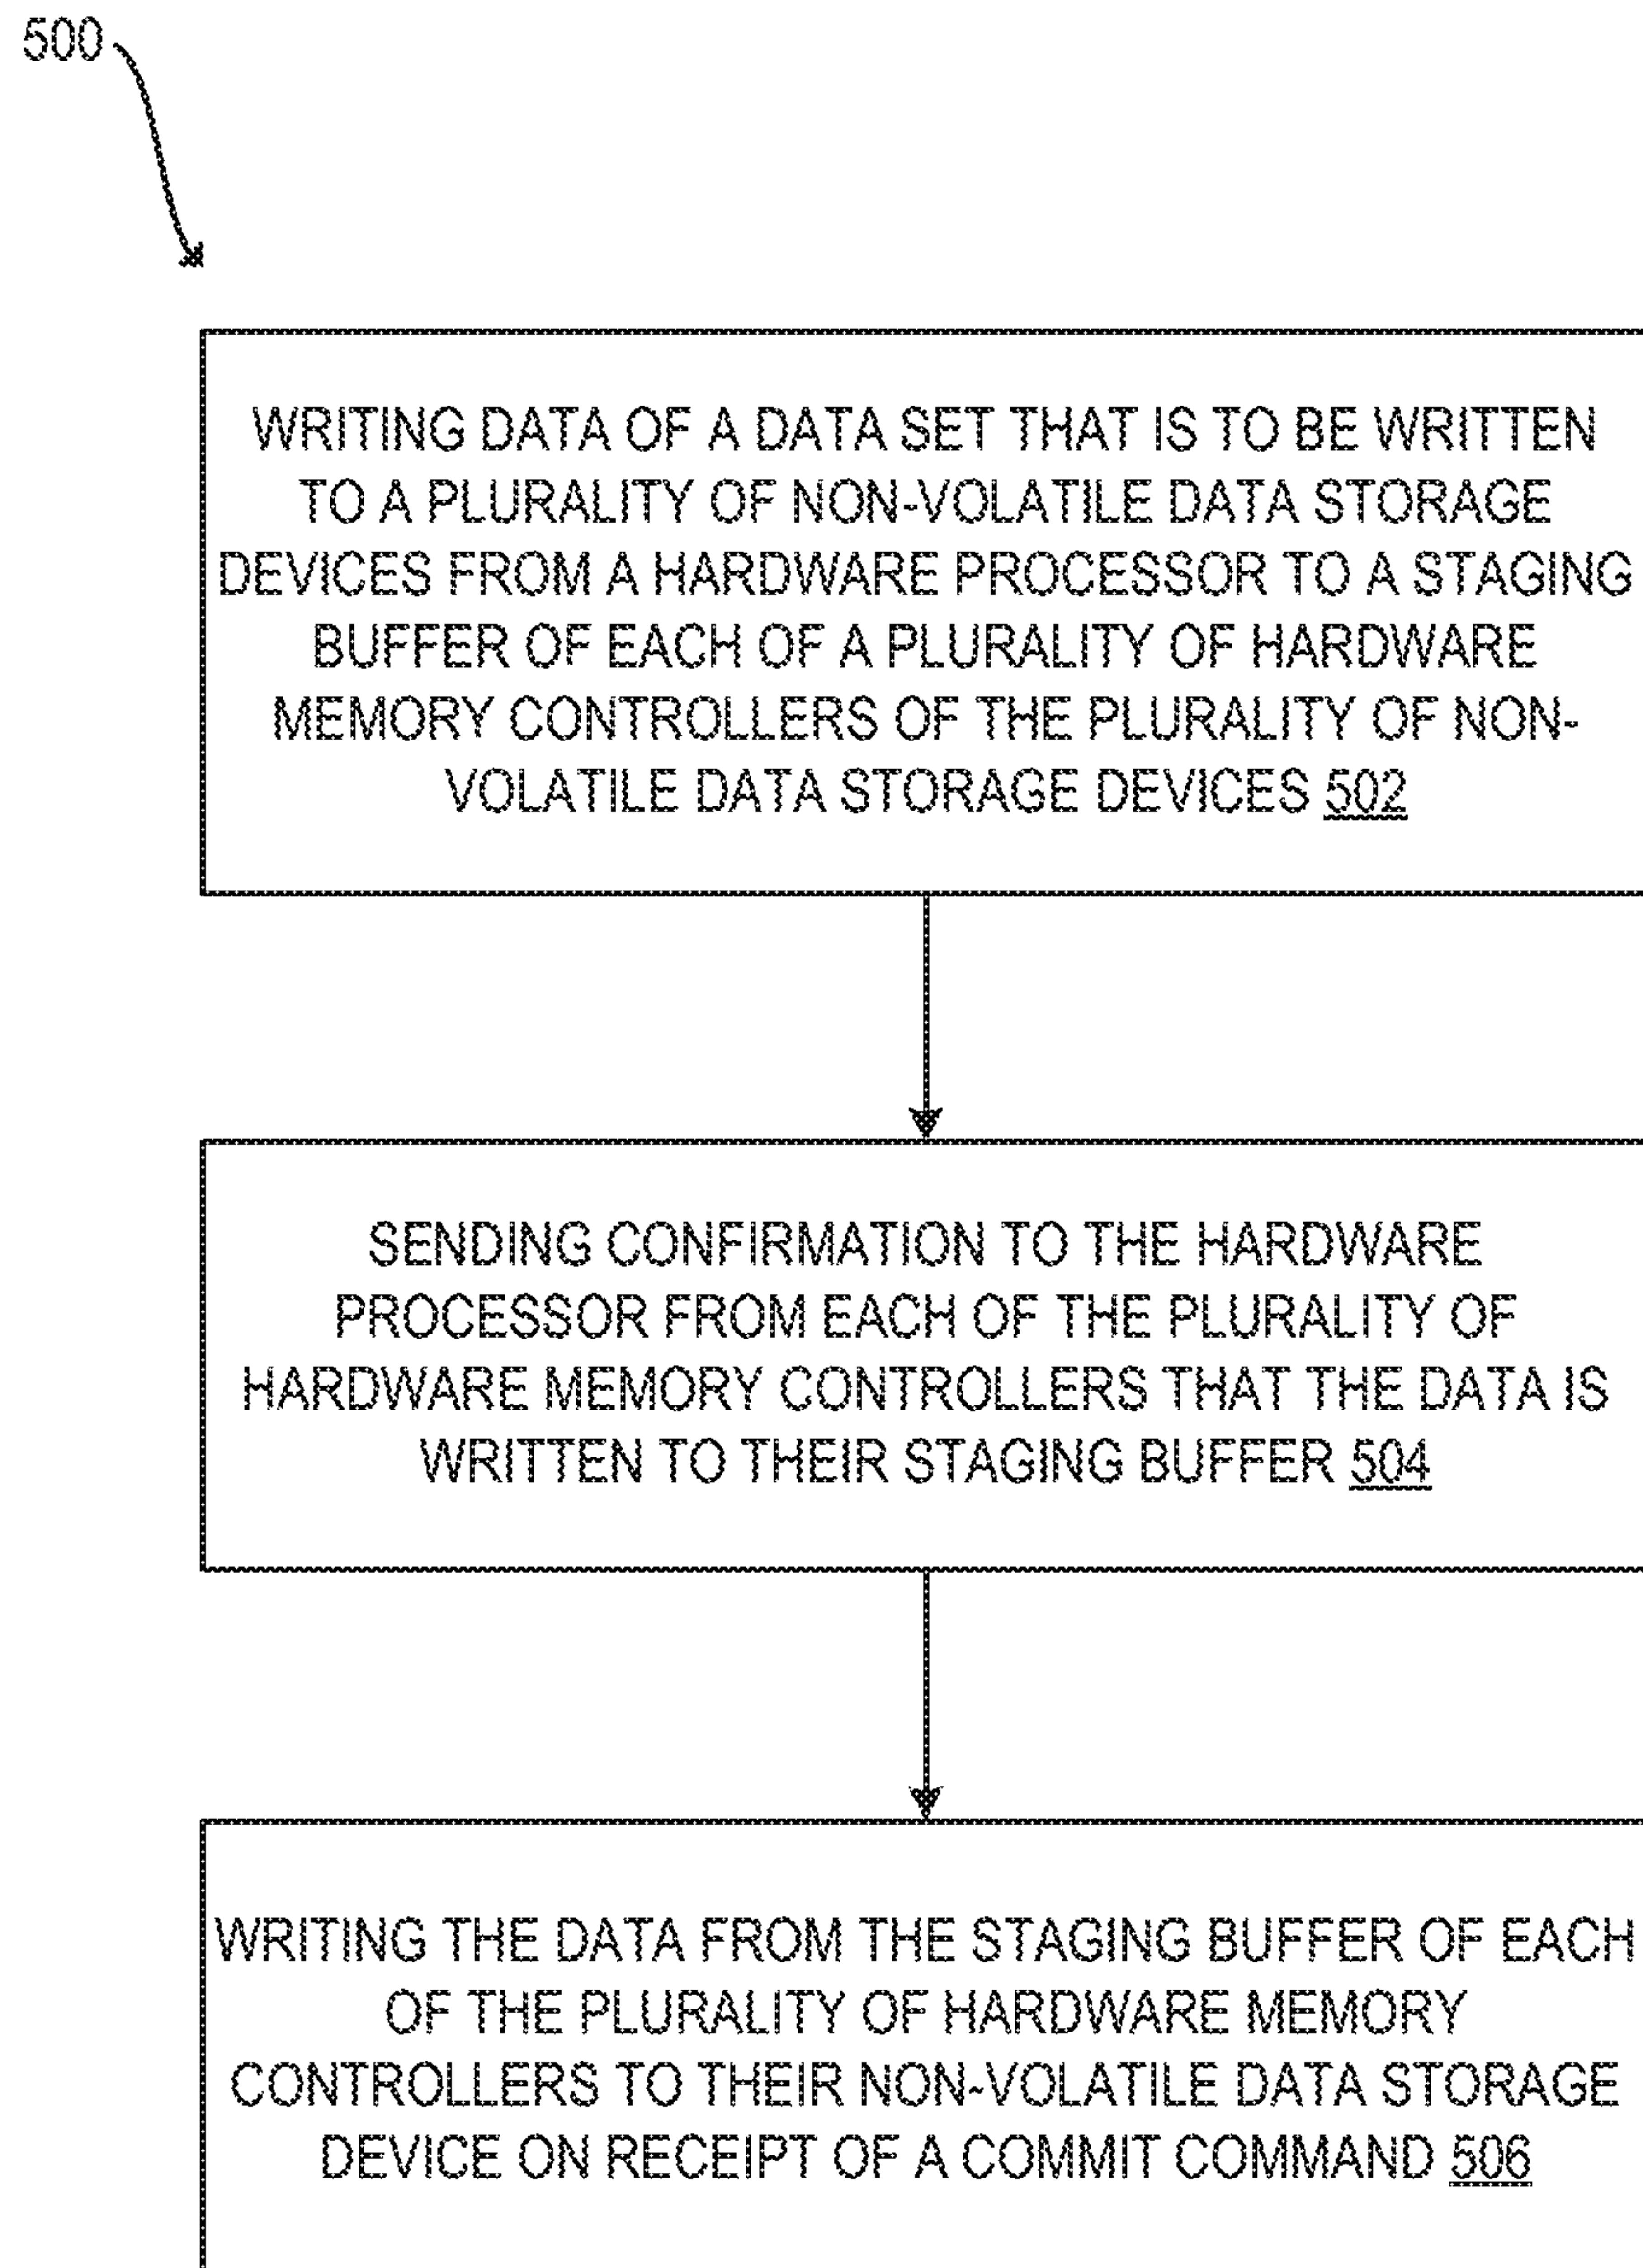 500
WRITING DATA OF A DATA SET THAT IS TO BE WRITTEN
TO A PLURALITY OF NON-VOLATILE DATA STORAGE
DEVICES FROM A HARDWARE PROCESSOR TO A STAGING
BUFFER OF EACH OF A PLURALITY OF HARDWARE
MEMORY CONTROLLERS OF THE PLURALITY OF NON-
VOLATILE DATA STORAGE DEVICES 502
SENDING CONFIRMATION TO THE HARDWARE
PROCESSOR FROM EACH OF THE PLURALITY OF
HARDWARE MEMORY CONTROLLERS THAT THE DATA IS
WRITTEN TO THEIR STAGING BUFFER 504
WRITING THE DATA FROM THE STAGING BUFFER OF EACH
OF THE PLURALITY OF HARDWARE MEMORY
CONTROLLERS TO THEIR NON-VOLATILE DATA STORAGE
DEVICE ON RECEIPT OF A COMMIT COMMAND 506